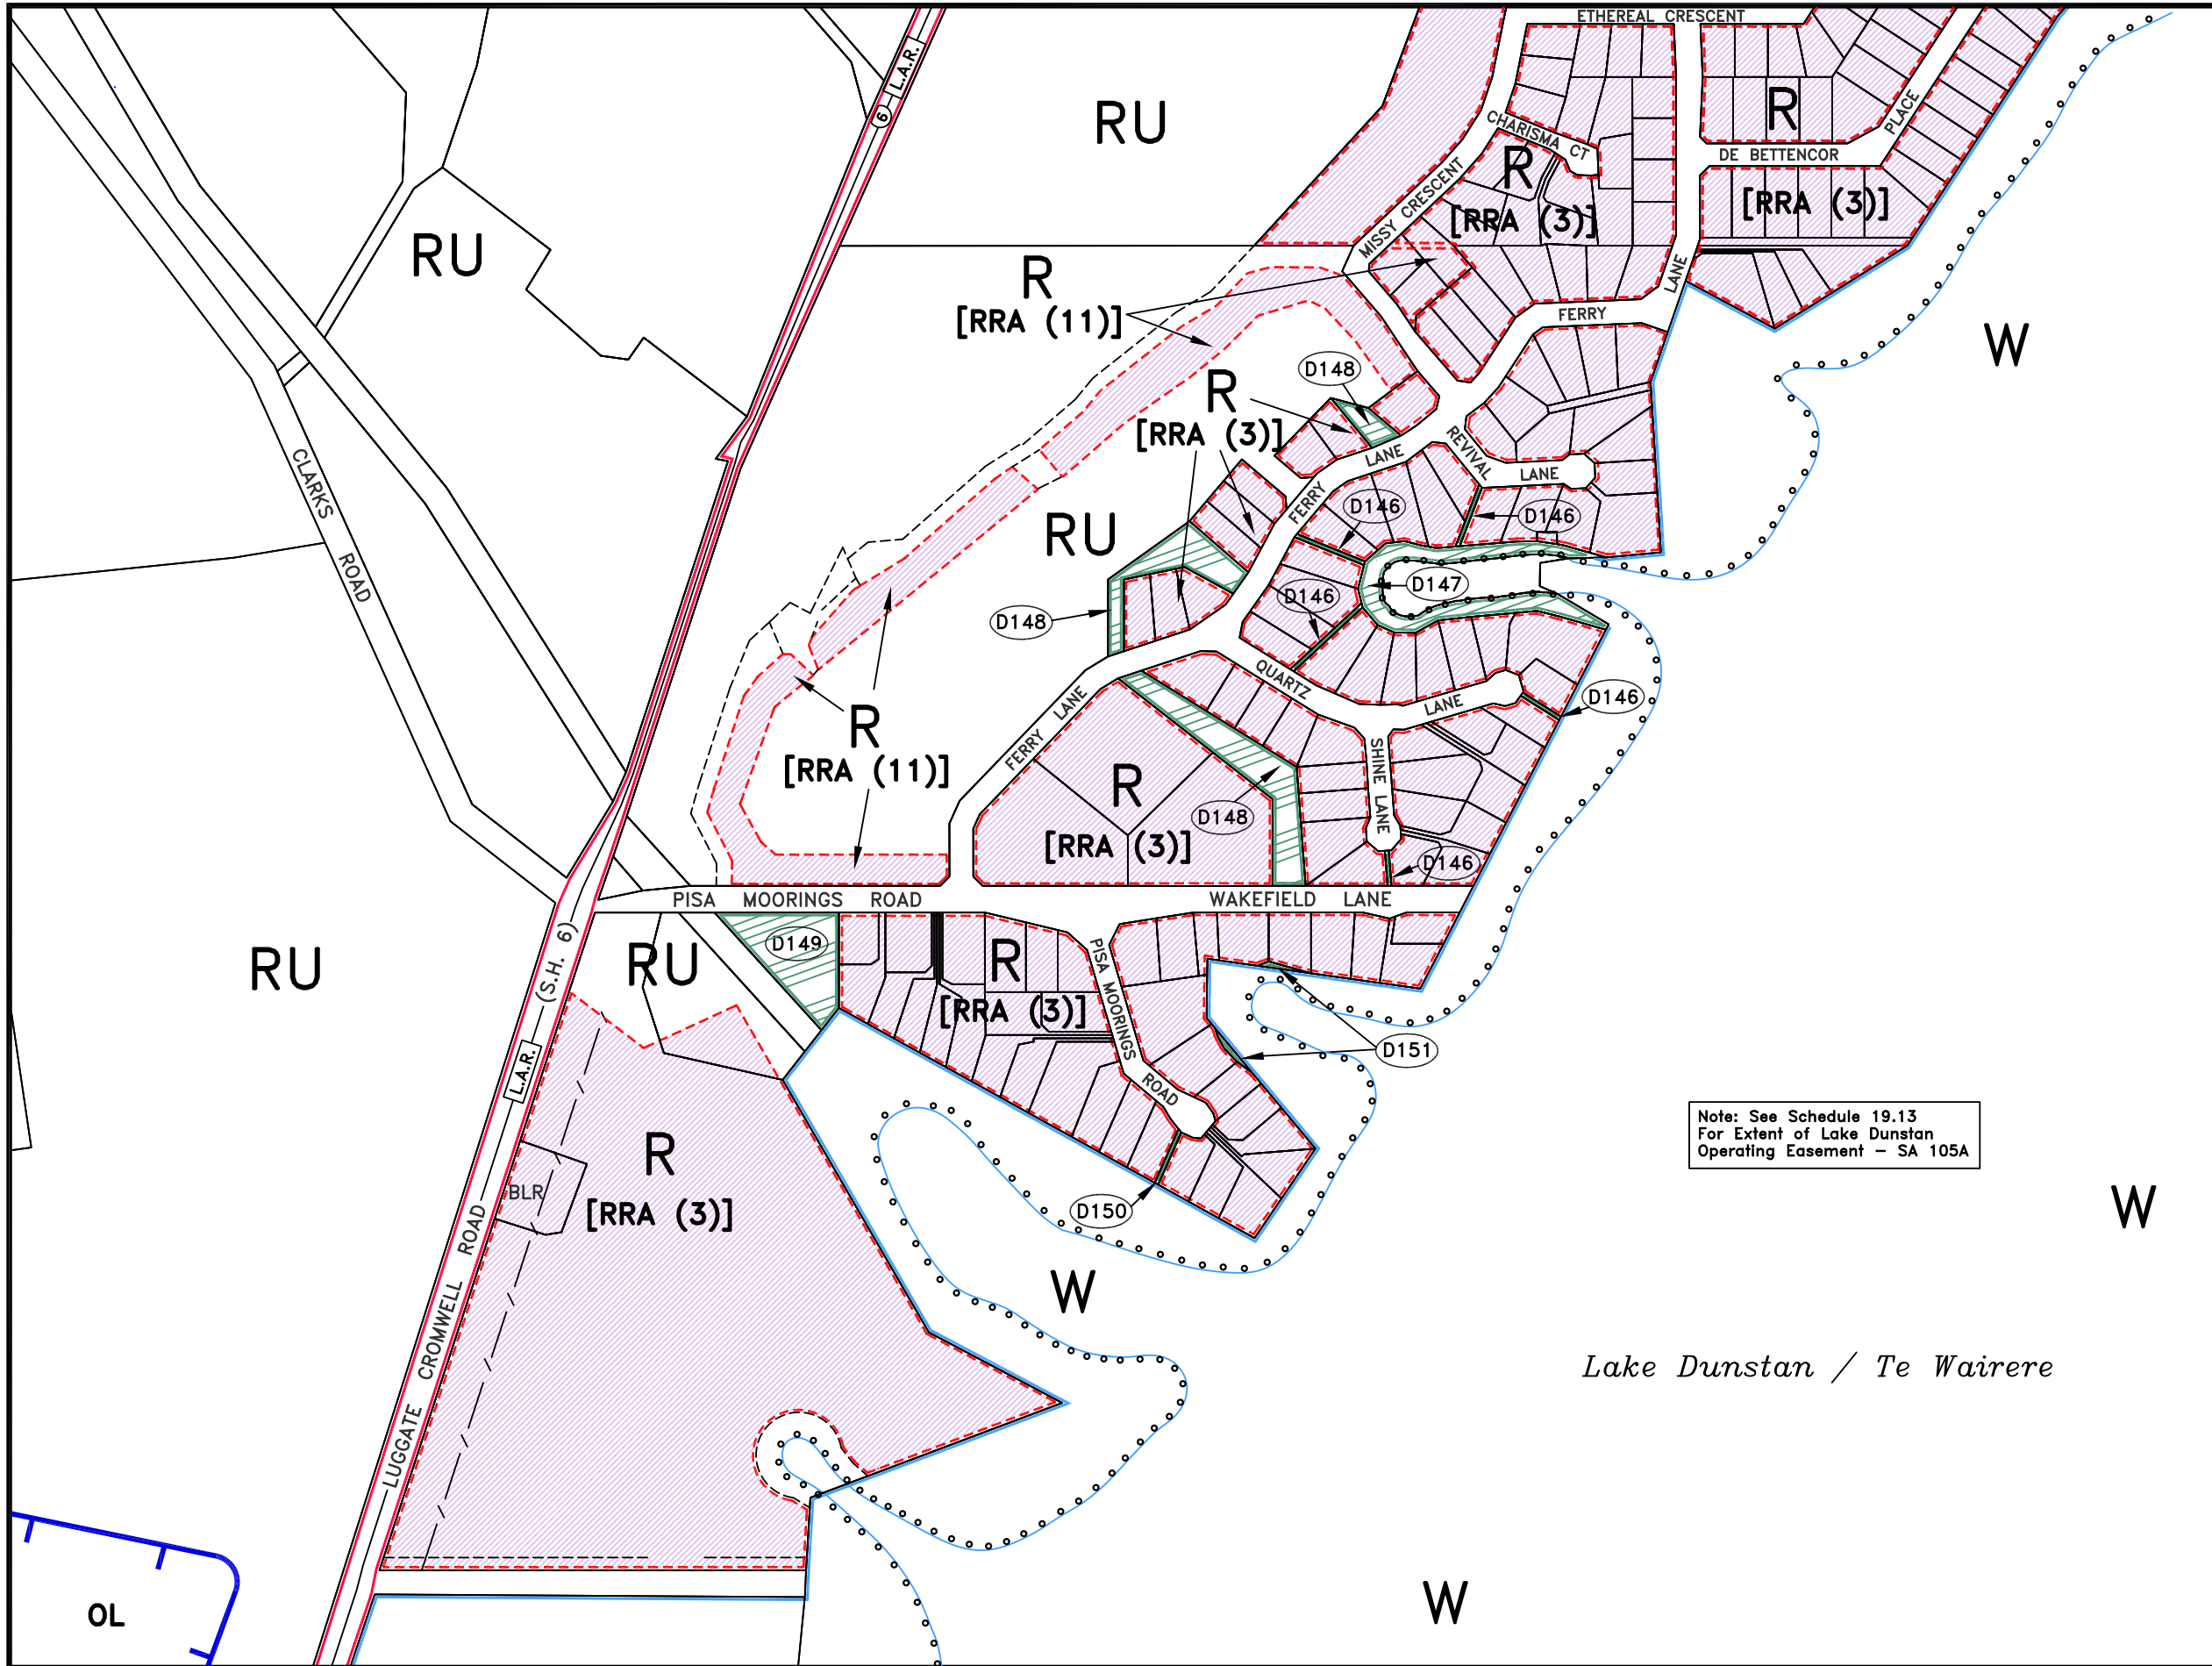 ETHEREAL CRESCENT
L.A.R.
6
RU
R
PLACE
CHARISMA CT
DE BETTENCOR
R
[RRA (3)]
[RRA (3)]
MISSY CRESCENT
RU
R
[RRA (11)]
LANE
FERRY
W
D148
R
[RRA (3)]
CLARKS
ROAD
LANE
REVIVAL
LANE
FERRY
D146
D146
RU
D147
D146
D148
QUARTZ
LANE
D146
FERRY LANE
R
[RRA (11)]
SHINE LANE
R
[RRA (3)]
D148
D146
PISA MOORINGS ROAD
WAKEFIELD LANE
D149
RU
RU
(S.H. 6)
R
[RRA (3)]
PISA MOORINGS
ROAD
D151
L.A.R.
Note: See Schedule 19.13
For Extent of Lake Dunstan
Operating Easement – SA 105A
R
[RRA (3)]
BLR
D150
W
W
LUGGATE CROMWELL ROAD
Lake Dunstan / Te Wairere
OL
W